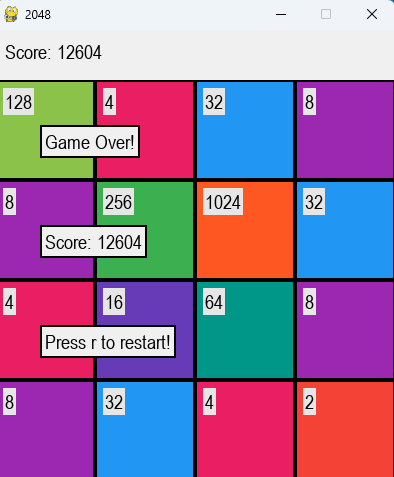 2048
Score: 12604
128 4 32 8
Game Over!
8 256 1024 32
Score: 12604
4 16 64 8
Press r to restart!
8 32 4 2